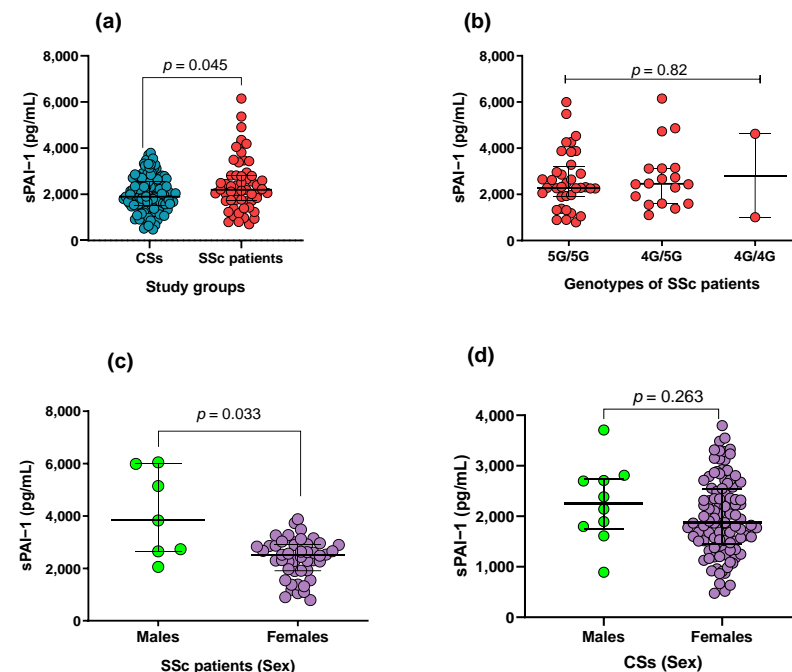 (a)
p = 0.045
8,000
6,000
4,000
2,000
0
sPAI−1 (pg/mL)
CSs
SSc patients
Study groups
(b)
p = 0.82
8,000
6,000
4,000
2,000
0
sPAI−1 (pg/mL)
5G/5G
4G/5G
4G/4G
Genotypes of SSc patients
(c)
p = 0.033
8,000
6,000
4,000
2,000
0
sPAI−1 (pg/mL)
Males
Females
SSc patients (Sex)
(d)
p = 0.263
4,000
3,000
2,000
1,000
0
sPAI−1 (pg/mL)
Males
Females
CSs (Sex)